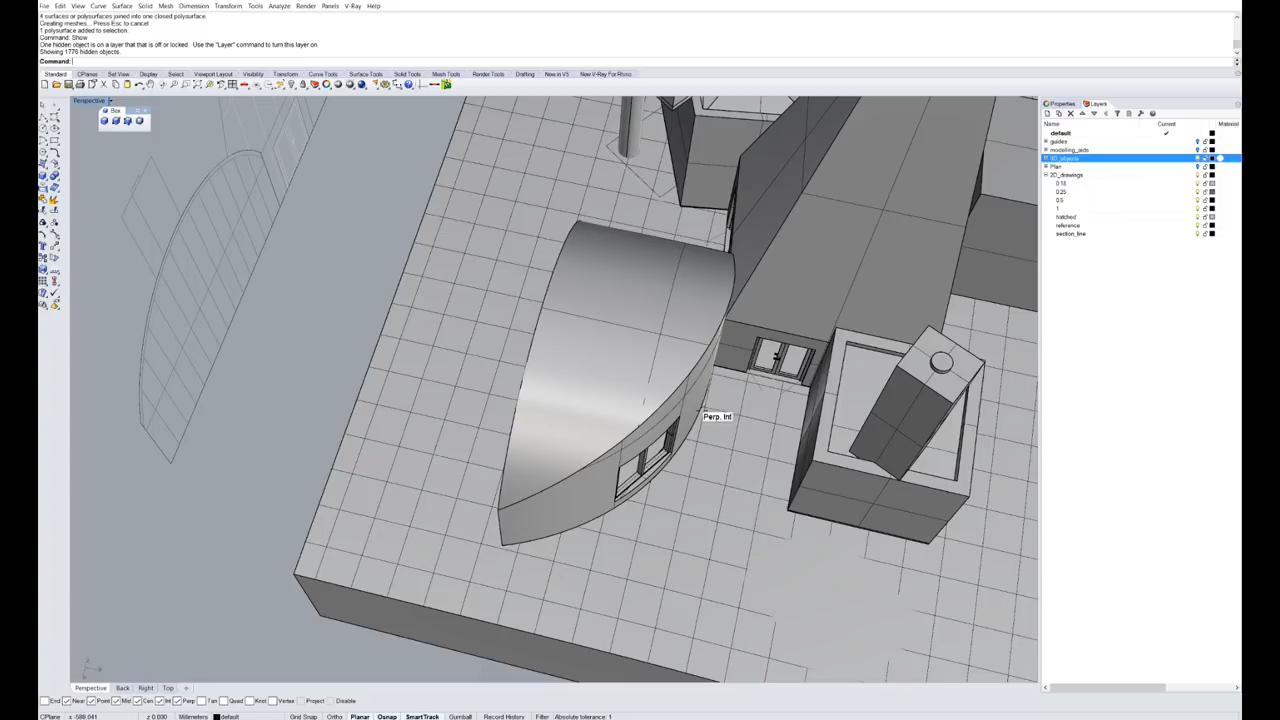 File Edit View Curve Surface Solid Mesh Dimension Transform Tools Analyze Render Panels V-Ray Help
4 surfaces or polysurfaces joined into one closed polysurface.
Creating meshes... Press Esc to cancel
1 polysurface added to selection.
Command: Show
One hidden object is on a layer that that is off or locked. Use the "Layer" command to turn this layer on.
Showing 1776 hidden objects.
Command:
Standard CPlanes Set View Display Select Viewport Layout Visibility Transform Curve Tools Surface Tools Solid Tools Mesh Tools Render Tools Drafting New in V5 New V-Ray For Rhino
Perspective
Box
Properties Layers
Name Current Material
default
guides
modelling_aids
3D_objects
Plan
2D_drawings
0.18
0.25
0.5
1
hatched
reference
section_line
Perp, Int
Perspective Back Right Top
End Near Point Mid Cen Int Perp Tan Quad Knot Vertex Project Disable
CPlane x -588.041 z 0.000 Millimeters default Grid Snap Ortho Planar Osnap SmartTrack Gumball Record History Filter Absolute tolerance: 1